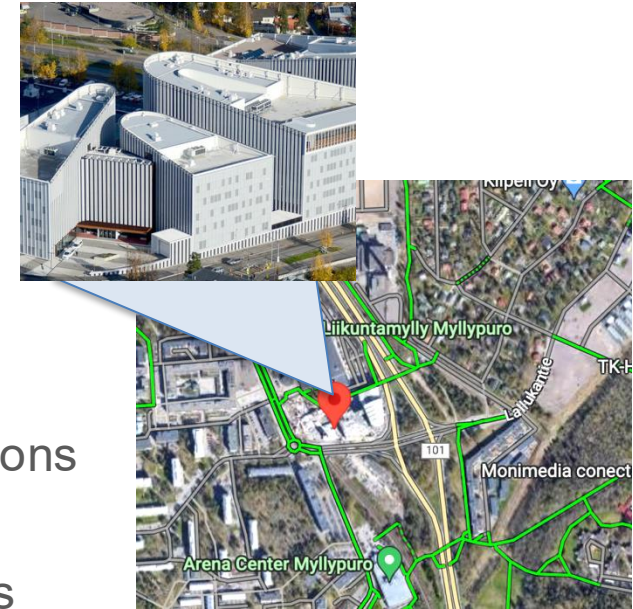 Kilpeli Oy
Liikuntamylly Myllypuro
TK-H
Lallukantie
ons
101
Monimedia conect
Arena Center Myllypuro
s